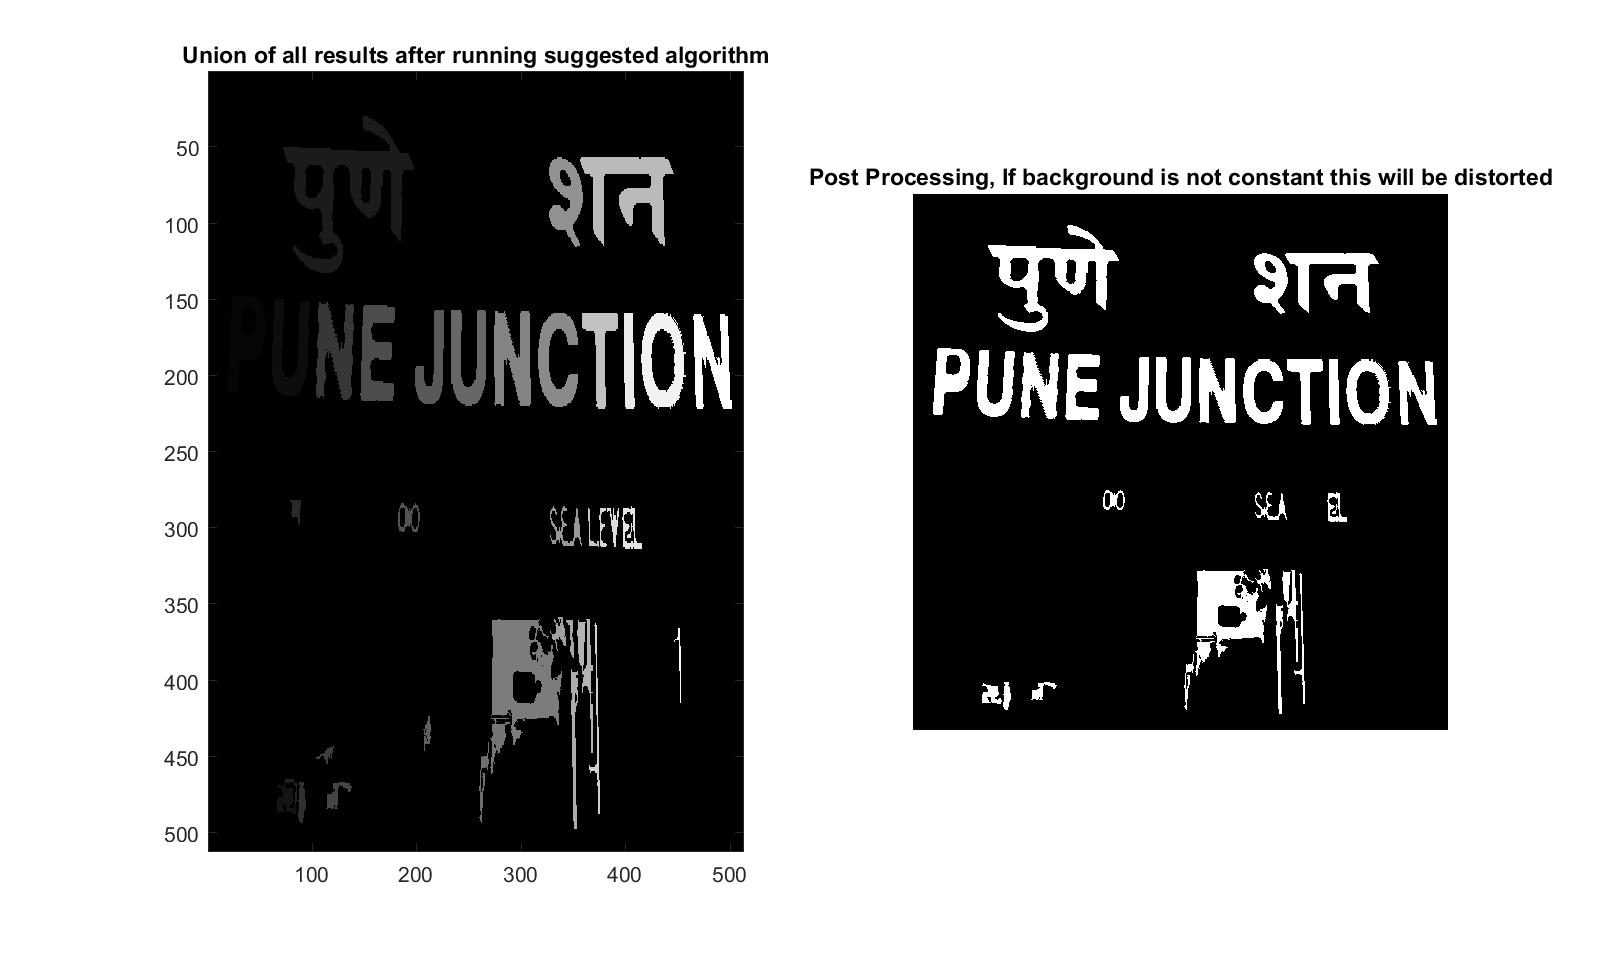 Union of all results after running suggested algorithm
50
100
150
200
250
300
350
400
450
500
100 200 300 400 500
पुणे शन
PUNE JUNCTION
00
SEA LEVEL
Post Processing, If background is not constant this will be distorted
पुणे शन
PUNE JUNCTION
00
SEA EL